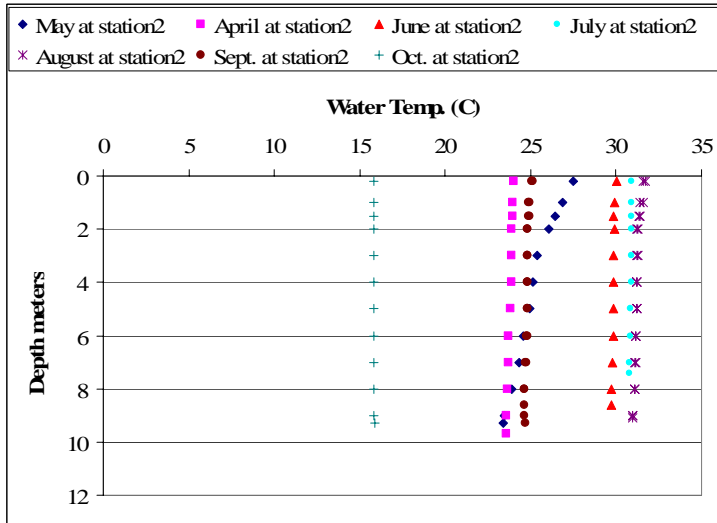 May at station2 April at station2 June at station2 July at station2
August at station2 Sept. at station2 Oct. at station2
Water Temp. (C)
0 5 10 15 20 25 30 35
0
2
4
6
8
10
12
Depth meters